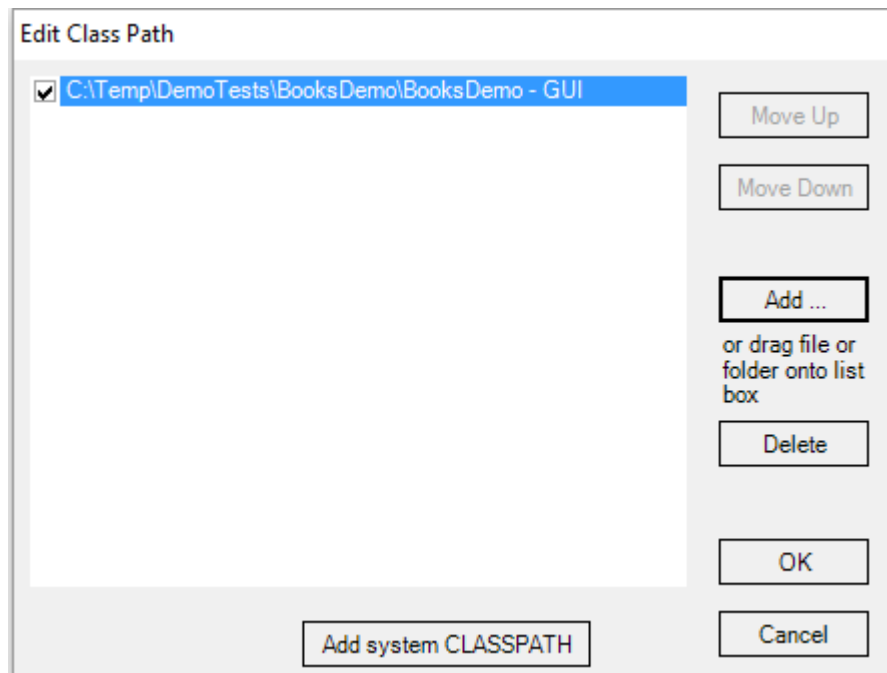 Edit Class Path
C:\Temp\DemoTests\BooksDemo\BooksDemo - GUI
Move Up
Move Down
Add ...
or drag file or
folder onto list
box
Delete
OK
Cancel
Add system CLASSPATH